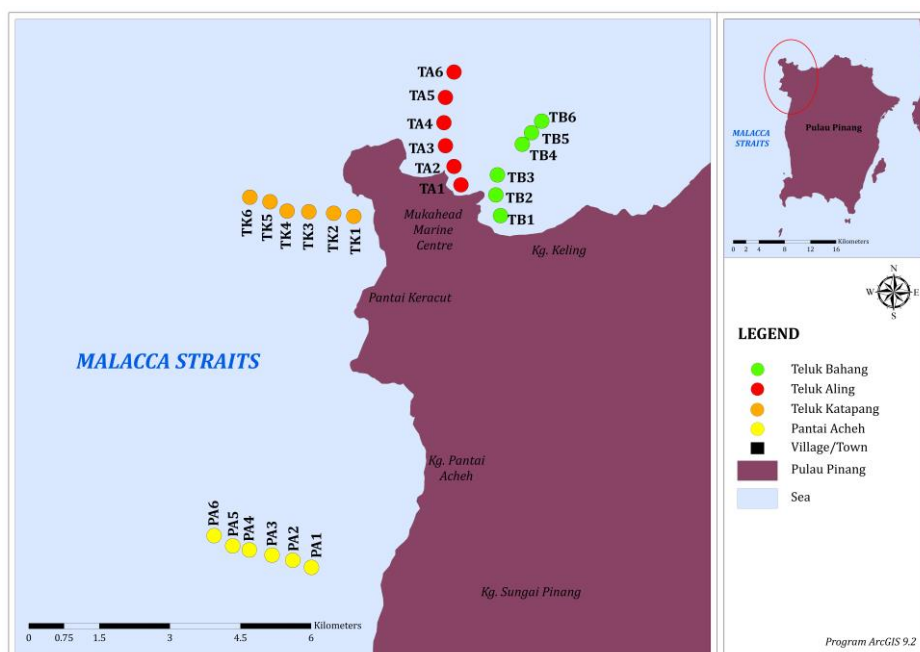 TA6
TA5
TA4
TA3
TA2
TA1
TB6
TB5
TB4
TB3
TB2
TB1
TK6
TK5
TK4
TK3
TK2
TK1
Mukahead
Marine
Centre
Kg. Keling
Pantai Keracut
MALACCA STRAITS
Kg. Pantai
Acheh
PA6
PA5
PA4
PA3
PA2
PA1
Kg. Sungai Pinang
Kilometers
0 0.75 1.5 3 4.5 6
MALACCA
STRAITS
Pulau Pinang
Kilometers
0 2 4 8 12 16
N
W E
S
LEGEND
Teluk Bahang
Teluk Aling
Teluk Katapang
Pantai Acheh
Village/Town
Pulau Pinang
Sea
Program ArcGIS 9.2